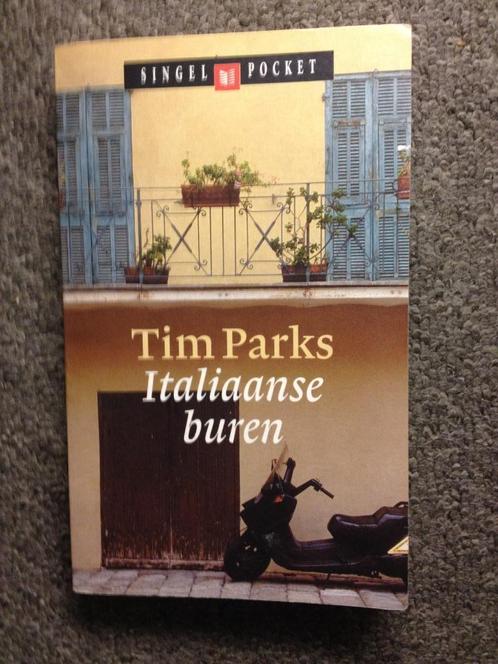 SINGEL POCKET
Tim Parks
Italiaanse
buren